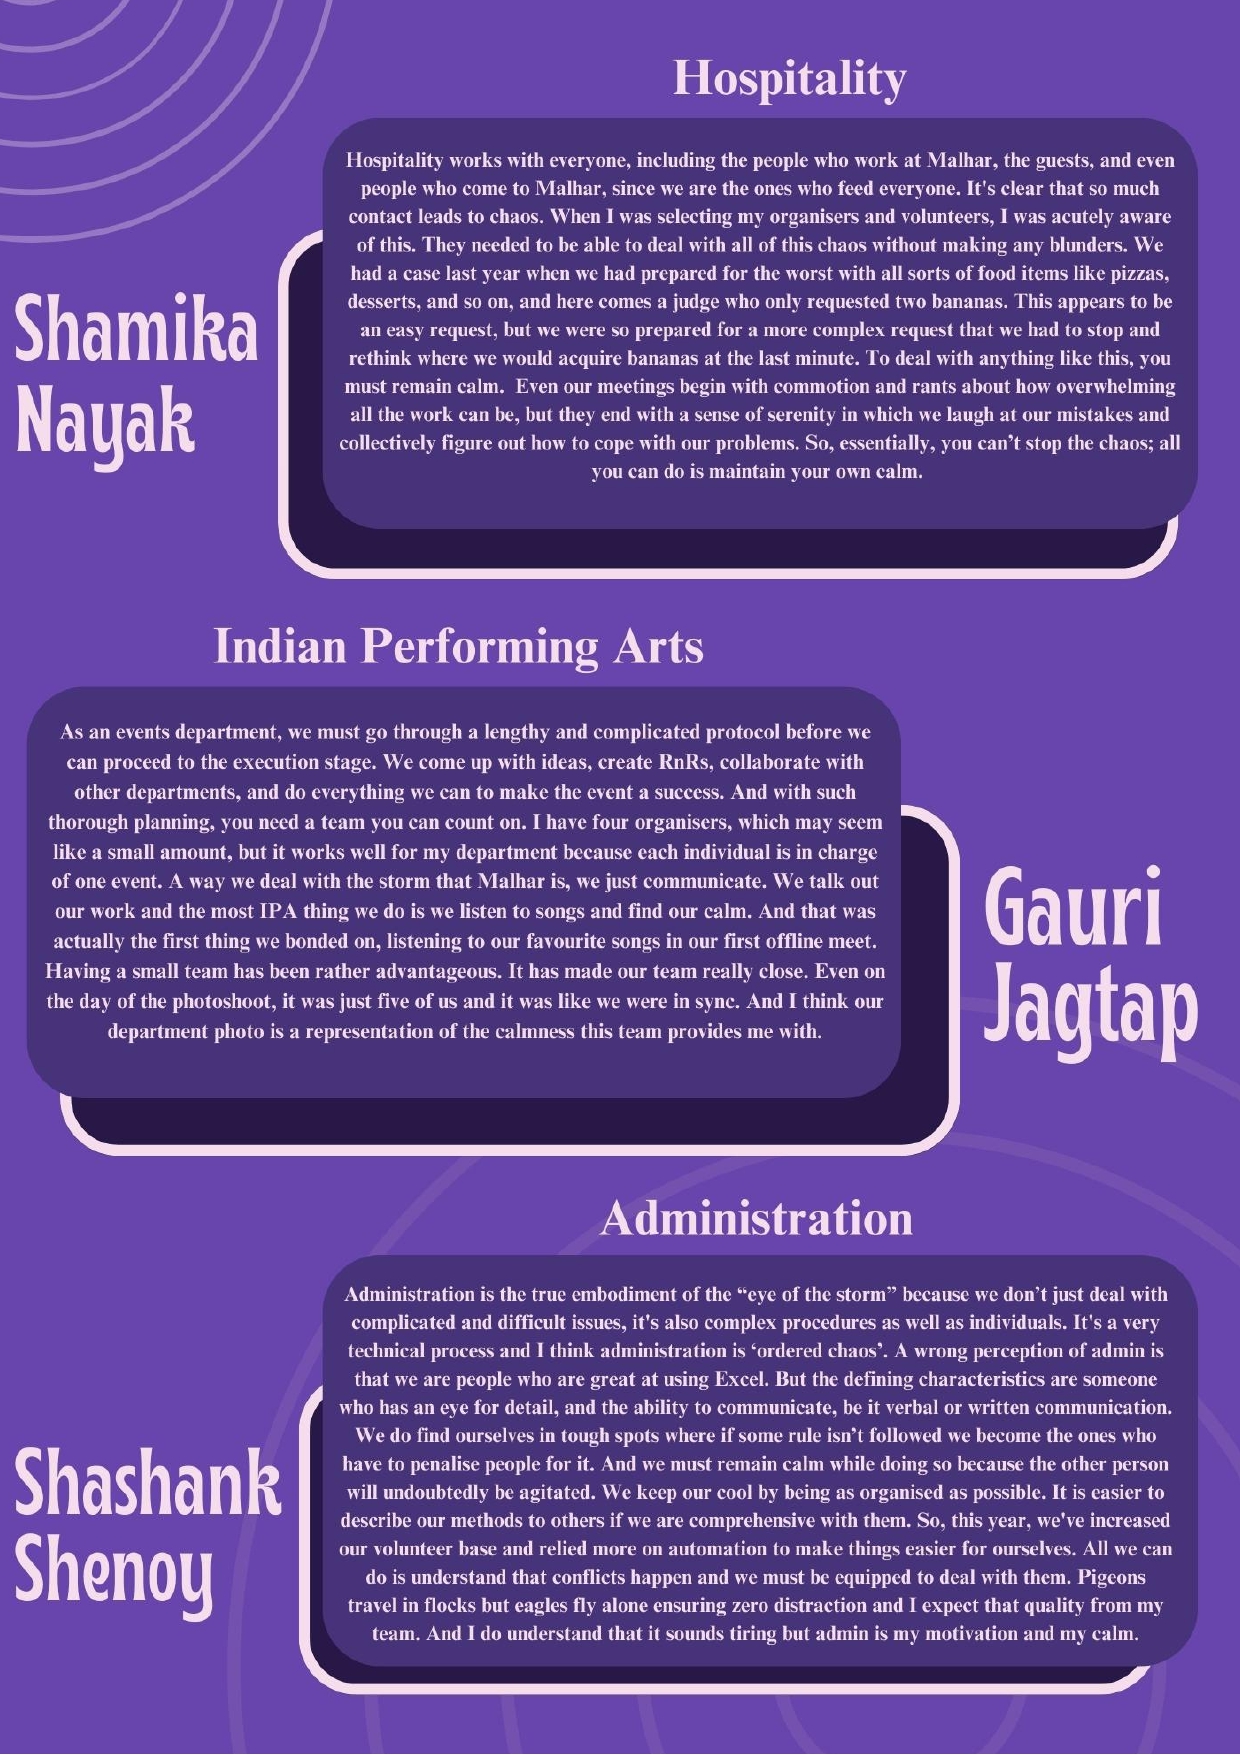 Hospitality
Hospitality works with everyone, including the people who work at Malhar, the guests, and even
people who come to Malhar, since we are the ones who feed everyone. It's clear that so much
contact leads to chaos. When I was selecting my organisers and volunteers, I was acutely aware
of this. They needed to be able to deal with all of this chaos without making any blunders. We
had a case last year when we had prepared for the worst with all sorts of food items like pizzas,
desserts, and so on, and here comes a judge who only requested two bananas. This appears to be
an easy request, but we were so prepared for a more complex request that we had to stop and
rethink where we would acquire bananas at the last minute. To deal with anything like this, you
must remain calm.  Even our meetings begin with commotion and rants about how overwhelming
all the work can be, but they end with a sense of serenity in which we laugh at our mistakes and
collectively figure out how to cope with our problems. So, essentially, you can’t stop the chaos; all
you can do is maintain your own calm.
Shamika
Nayak
Indian Performing Arts
As an events department, we must go through a lengthy and complicated protocol before we
can proceed to the execution stage. We come up with ideas, create RnRs, collaborate with
other departments, and do everything we can to make the event a success. And with such
thorough planning, you need a team you can count on. I have four organisers, which may seem
like a small amount, but it works well for my department because each individual is in charge
of one event. A way we deal with the storm that Malhar is, we just communicate. We talk out
our work and the most IPA thing we do is we listen to songs and find our calm. And that was
actually the first thing we bonded on, listening to our favourite songs in our first offline meet.
Having a small team has been rather advantageous. It has made our team really close. Even on
the day of the photoshoot, it was just five of us and it was like we were in sync. And I think our
department photo is a representation of the calmness this team provides me with.
Gauri
Jagtap
Administration
Administration is the true embodiment of the “eye of the storm” because we don’t just deal with
complicated and difficult issues, it's also complex procedures as well as individuals. It's a very
technical process and I think administration is ‘ordered chaos’. A wrong perception of admin is
that we are people who are great at using Excel. But the defining characteristics are someone
who has an eye for detail, and the ability to communicate, be it verbal or written communication.
We do find ourselves in tough spots where if some rule isn’t followed we become the ones who
have to penalise people for it. And we must remain calm while doing so because the other person
will undoubtedly be agitated. We keep our cool by being as organised as possible. It is easier to
describe our methods to others if we are comprehensive with them. So, this year, we've increased
our volunteer base and relied more on automation to make things easier for ourselves. All we can
do is understand that conflicts happen and we must be equipped to deal with them. Pigeons
travel in flocks but eagles fly alone ensuring zero distraction and I expect that quality from my
team. And I do understand that it sounds tiring but admin is my motivation and my calm.
Shashank
Shenoy